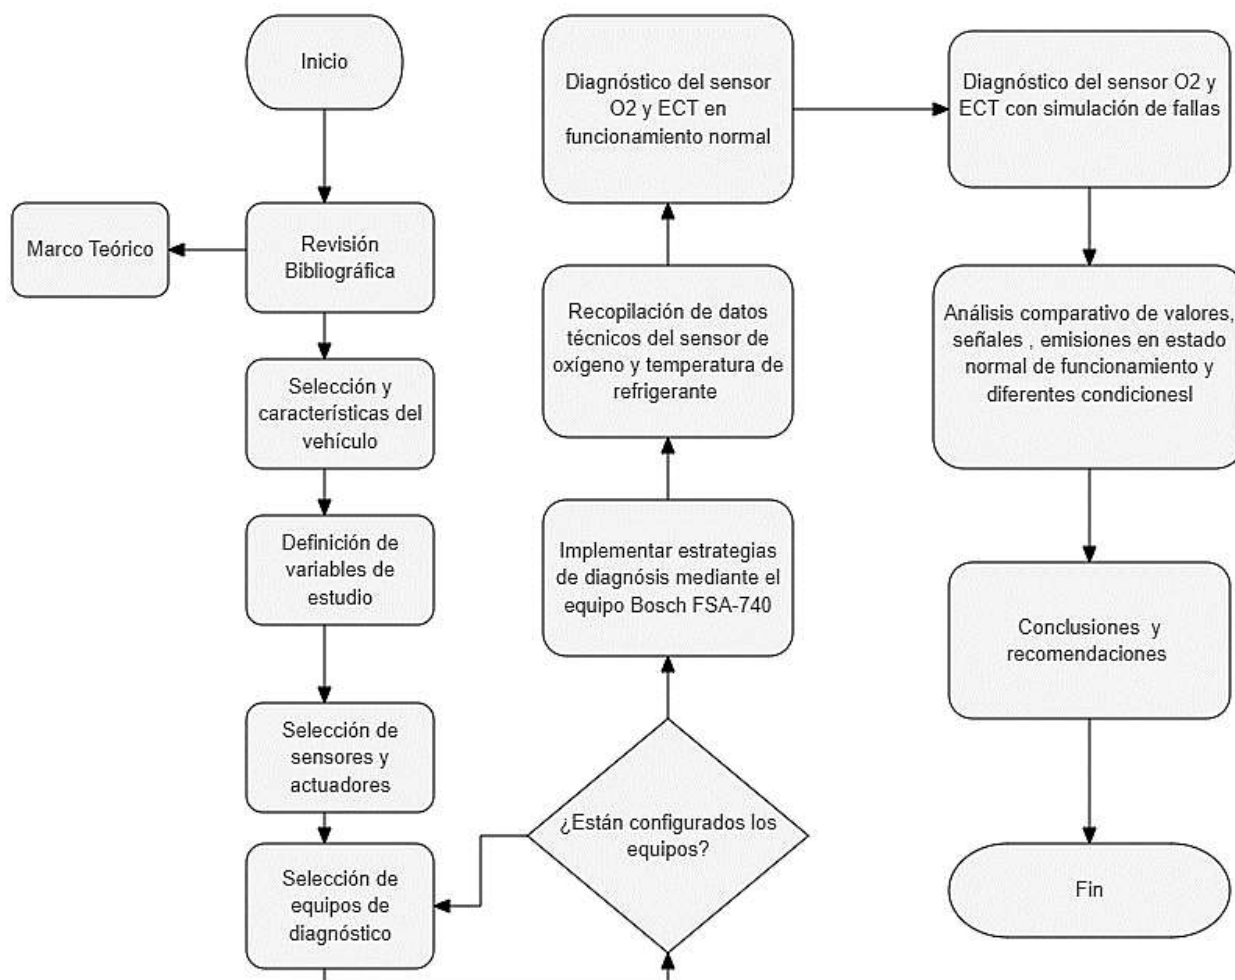 Inicio
Marco Teórico
Revisión
Bibliográfica
Selección y
características del
vehículo
Definición de
variables de
estudio
Selección de
sensores y
actuadores
Selección de
equipos de
diagnóstico
¿Están configurados los
equipos?
Implementar estrategias
de diagnósis mediante el
equipo Bosch FSA-740
Recopilación de datos
técnicos del sensor de
oxígeno y temperatura de
refrigerante
Diagnóstico del sensor
O2 y ECT en
funcionamiento normal
Diagnóstico del sensor O2 y
ECT con simulación de fallas
Análisis comparativo de valores,
señales , emisiones en estado
normal de funcionamiento y
diferentes condicionesl
Conclusiones y
recomendaciones
Fin